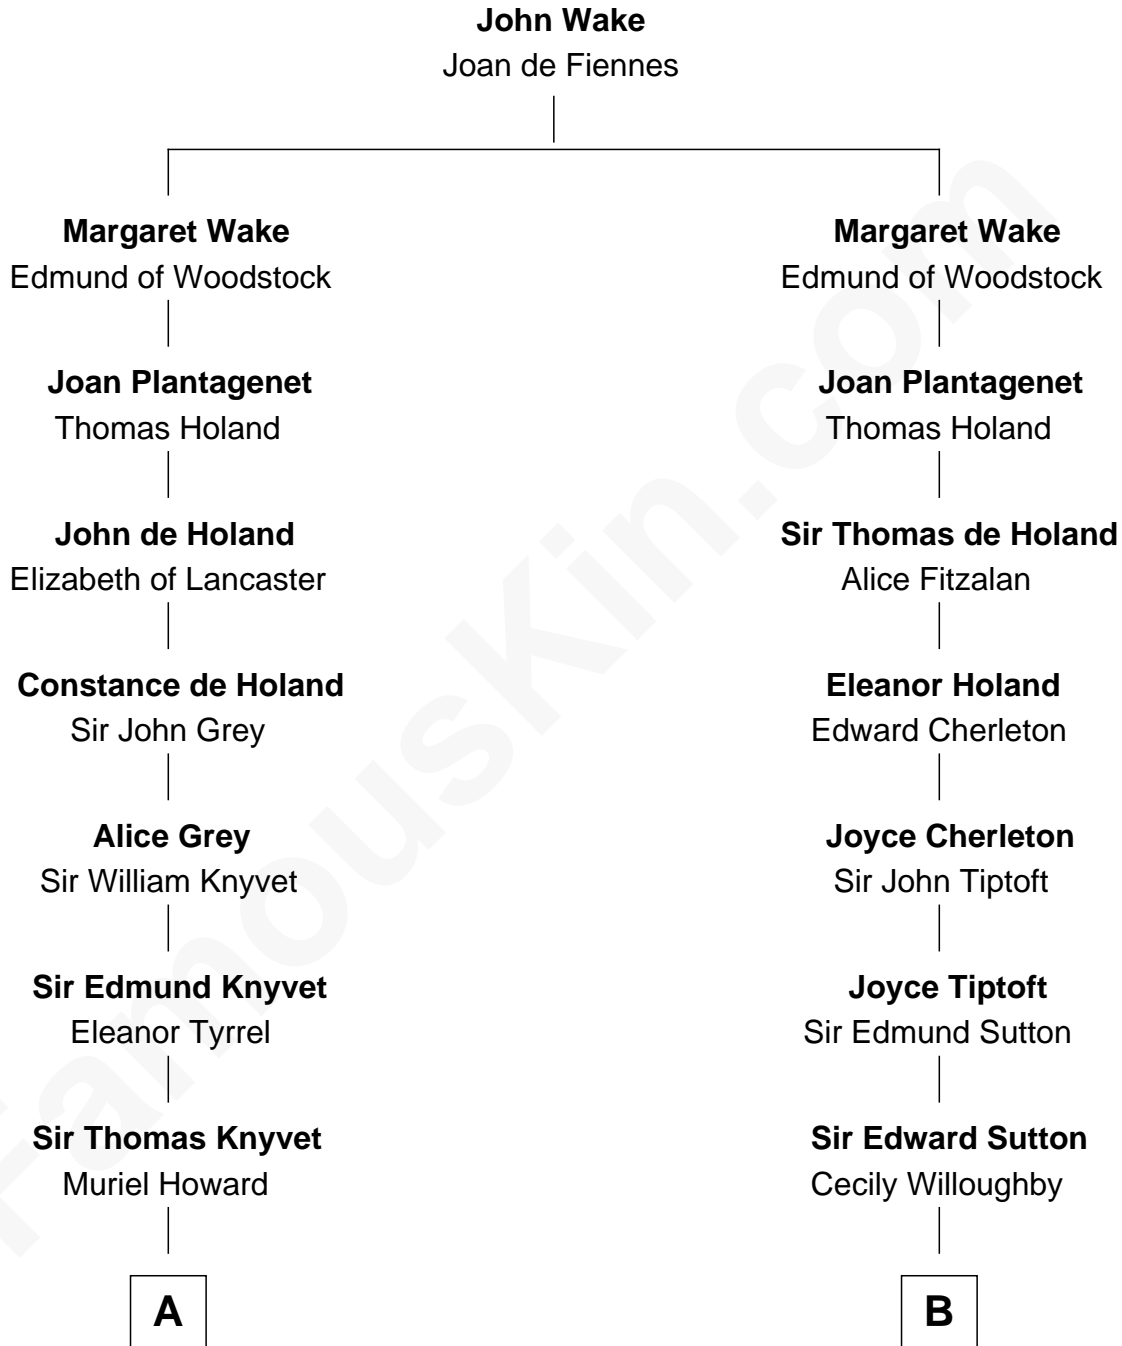 John Wake
Joan de Fiennes
Margaret Wake
Edmund of Woodstock
Margaret Wake
Edmund of Woodstock
Joan Plantagenet
Thomas Holand
Joan Plantagenet
Thomas Holand
John de Holand
Elizabeth of Lancaster
Sir Thomas de Holand
Alice Fitzalan
Constance de Holand
Sir John Grey
Eleanor Holand
Edward Cherleton
Alice Grey
Sir William Knyvet
Joyce Cherleton
Sir John Tiptoft
Sir Edmund Knyvet
Eleanor Tyrrel
Joyce Tiptoft
Sir Edmund Sutton
Sir Thomas Knyvet
Muriel Howard
Sir Edward Sutton
Cecily Willoughby
A
B
FamousKin.com